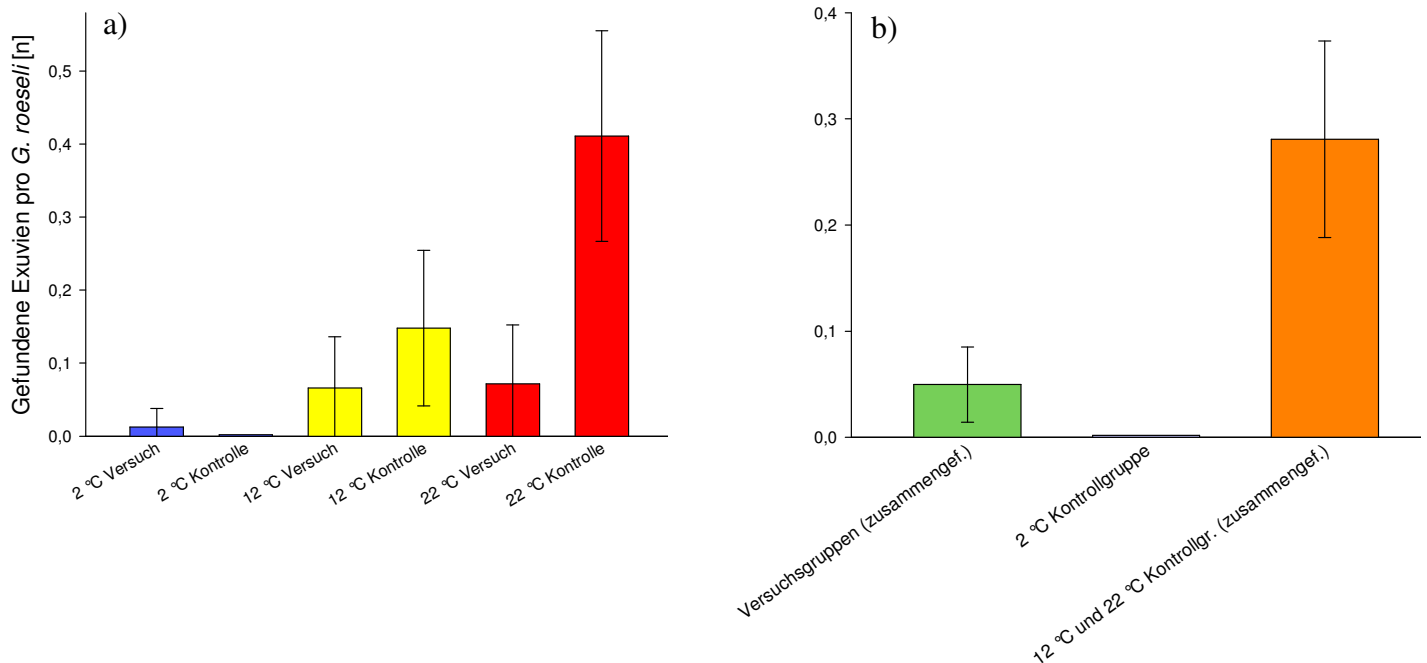 a)
Gefundene Exuvien pro G. roeseli [n]
0,5
0,4
0,3
0,2
0,1
0,0
2 °C Versuch
2 °C Kontrolle
12 °C Versuch
12 °C Kontrolle
22 °C Versuch
22 °C Kontrolle
b)
0,4
0,3
0,2
0,1
0,0
Versuchsgruppen (zusammengef.)
2 °C Kontrollgruppe
12 °C und 22 °C Kontrollgr. (zusammengef.)